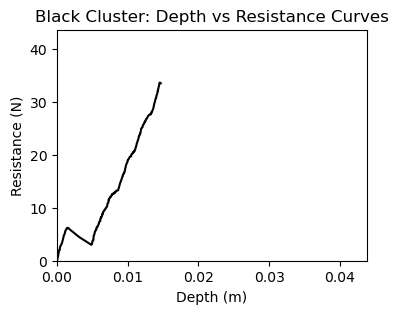 Black Cluster: Depth vs Resistance Curves
Resistance (N)
40
30
20
10
0
0.00 0.01 0.02 0.03 0.04
Depth (m)